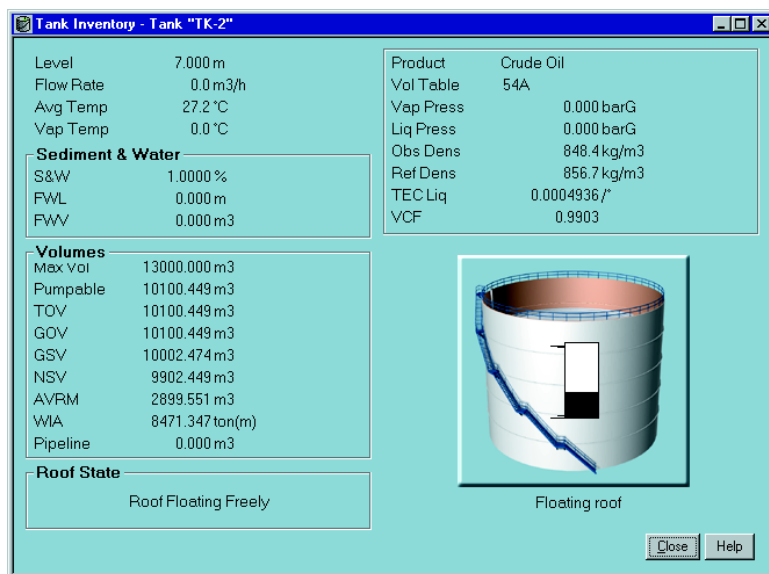 Tank Inventory - Tank "TK-2"
Level 7.000 m
Flow Rate 0.0 m3/h
Avg Temp 27.2 °C
Vap Temp 0.0 °C
Sediment & Water
S&W 1.0000 %
FWL 0.000 m
FWV 0.000 m3
Volumes
Max Vol 13000.000 m3
Pumpable 10100.449 m3
TOV 10100.449 m3
GOV 10100.449 m3
GSV 10002.474 m3
NSV 9902.449 m3
AVRM 2899.551 m3
WIA 8471.347 ton(m)
Pipeline 0.000 m3
Roof State
Roof Floating Freely
Product Crude Oil
Vol Table 54A
Vap Press 0.000 barG
Liq Press 0.000 barG
Obs Dens 848.4 kg/m3
Ref Dens 856.7 kg/m3
TEC Liq 0.0004936 /°
VCF 0.9903
Floating roof
Close Help